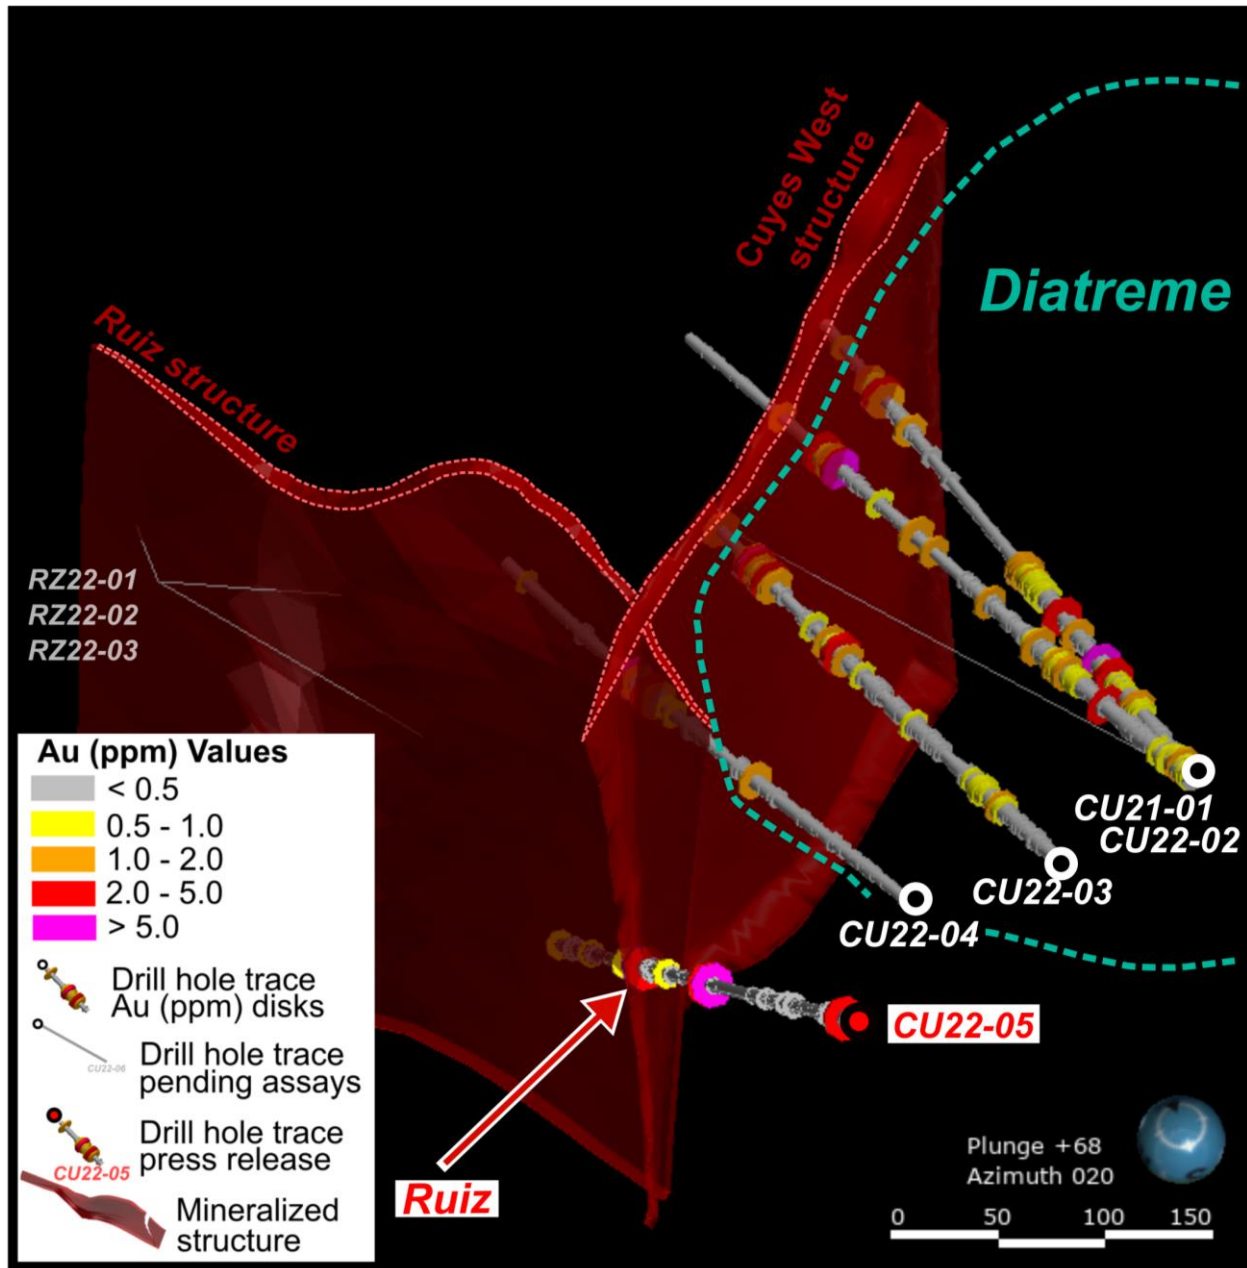 Cuyes West
structure
Diatreme
Ruiz structure
RZ22-01
RZ22-02
RZ22-03
CU21-01
CU22-02
CU22-03
CU22-04
CU22-05
Ruiz
Au (ppm) Values
< 0.5
0.5 - 1.0
1.0 - 2.0
2.0 - 5.0
> 5.0
Drill hole trace
Au (ppm) disks
CU22-06
Drill hole trace
pending assays
Drill hole trace
press release
CU22-05
Mineralized
structure
Plunge +68
Azimuth 020
0 50 100 150